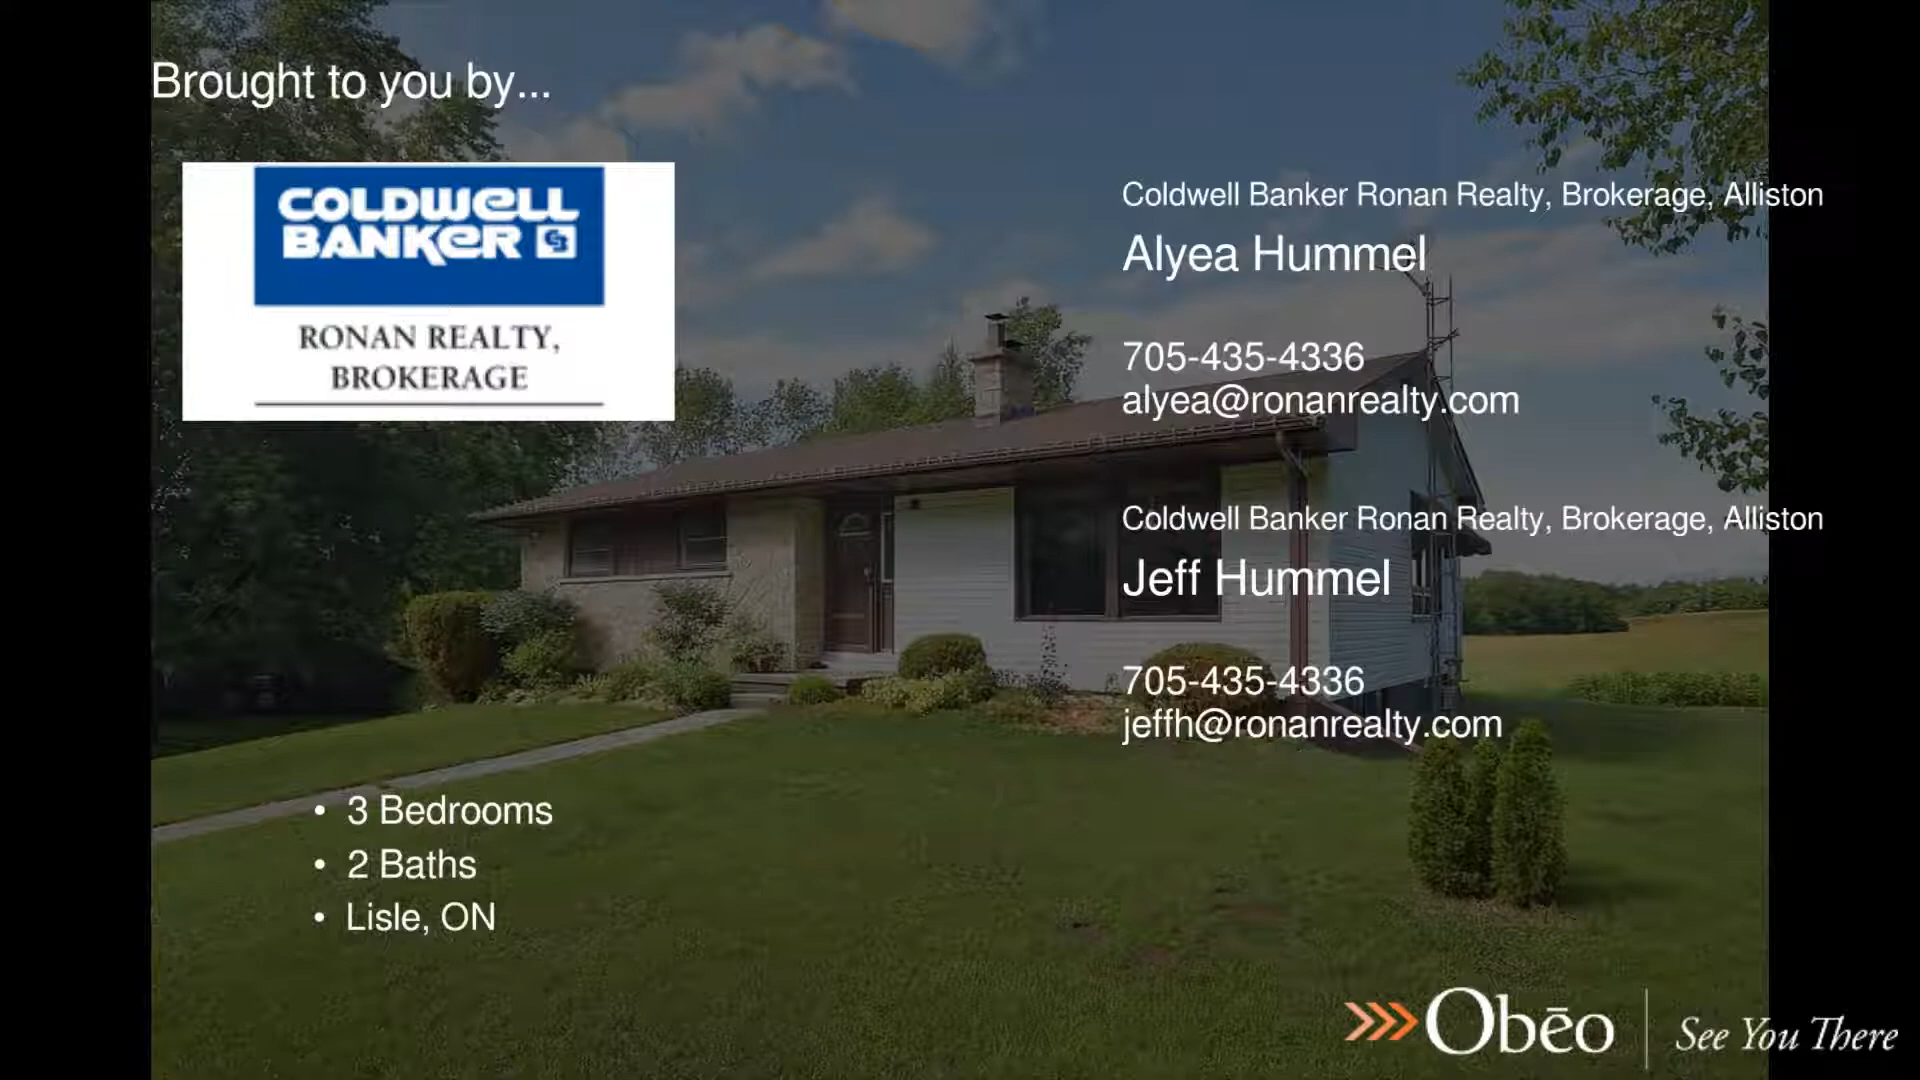 Brought to you by...
COLDWELL
BANKER CB
RONAN REALTY,
BROKERAGE
Coldwell Banker Ronan Realty, Brokerage, Alliston
Alyea Hummel
705-435-4336
alyea@ronanrealty.com
Coldwell Banker Ronan Realty, Brokerage, Alliston
Jeff Hummel
705-435-4336
jeffh@ronanrealty.com
• 3 Bedrooms
• 2 Baths
• Lisle, ON
Obēo
See You There